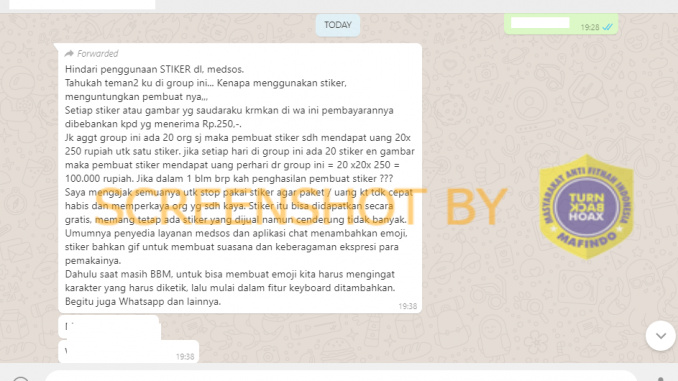 TODAY
19:28
Forwarded
Hindari penggunaan STIKER dl, medsos.
Tahukah teman2 ku di group ini... Kenapa menggunakan stiker,
menguntungkan pembuat nya,,,
Setiap stiker atau gambar yg saudaraku krmkan di wa ini pembayarannya
dibebankan kpd yg menerima Rp.250,-.
Jk aggt group ini ada 20 org sj maka pembuat stiker sdh mendapat uang 20x
250 rupiah utk satu stiker. jika setiap hari di group ini ada 20 stiker en gambar
maka pembuat stiker mendapat uang perhari dr group ini = 20 x20x 250 =
100.000 rupiah. Jika dalam 1 blm brp kah penghasilan pembuat stiker ???
Saya mengajak semuanya utk stop pakai stiker agar paket / uang kt tdk cepat
habis dan memperkaya org yg sdh kaya. Stiker itu bisa didapatkan secara
gratis, memang tetap ada stiker yang dijual namun cenderung tidak banyak.
Umumnya penyedia layanan medsos dan aplikasi chat menambahkan emoji,
stiker bahkan gif untuk membuat suasana dan keberagaman ekspresi para
pemakainya.
Dahulu saat masih BBM, untuk bisa membuat emoji kita harus mengingat
karakter yang harus diketik, lalu mulai dalam fitur keyboard ditambahkan.
Begitu juga Whatsapp dan lainnya.
19:38
19:38
SCREENSHOT BY
MASYARAKAT ANTI FITNAH INDONESIA
TURN
BACK
HOAX
MAFINDO